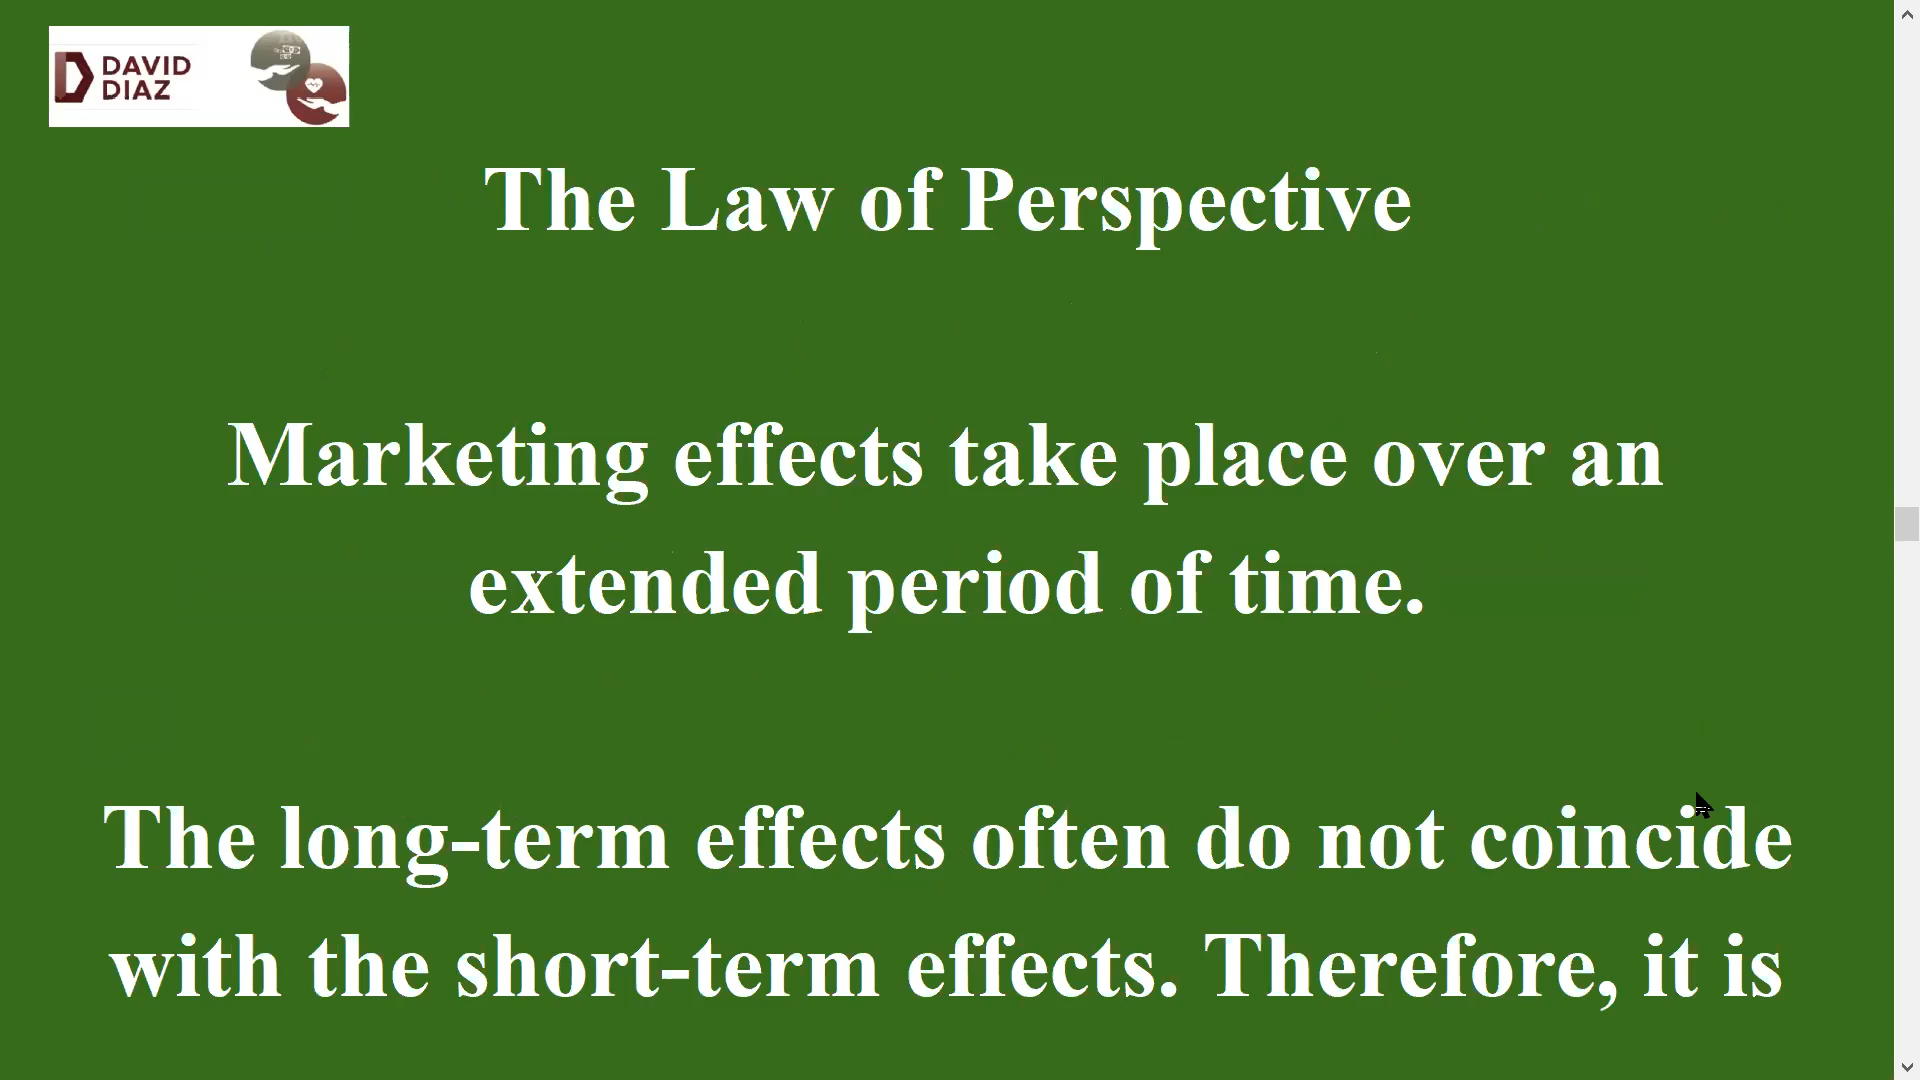 DAVID
DIAZ
The Law of Perspective
Marketing effects take place over an
extended period of time.
The long-term effects often do not coincide
with the short-term effects. Therefore, it is